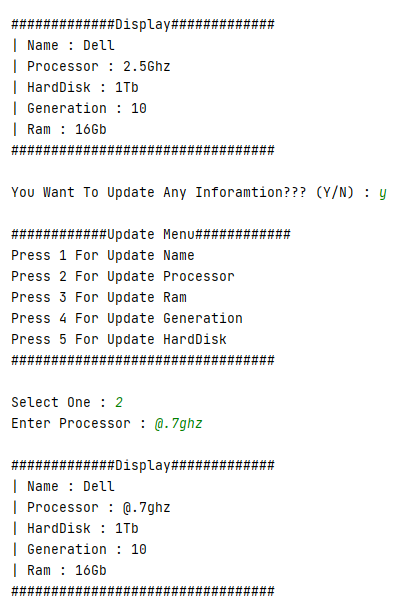 #############Display#############
| Name : Dell
| Processor : 2.5Ghz
| HardDisk : 1Tb
| Generation : 10
| Ram : 16Gb
#################################
You Want To Update Any Inforamtion??? (Y/N) : y
############Update Menu############
Press 1 For Update Name
Press 2 For Update Processor
Press 3 For Update Ram
Press 4 For Update Generation
Press 5 For Update HardDisk
#################################
Select One : 2
Enter Processor : @.7ghz
#############Display#############
| Name : Dell
| Processor : @.7ghz
| HardDisk : 1Tb
| Generation : 10
| Ram : 16Gb
#################################